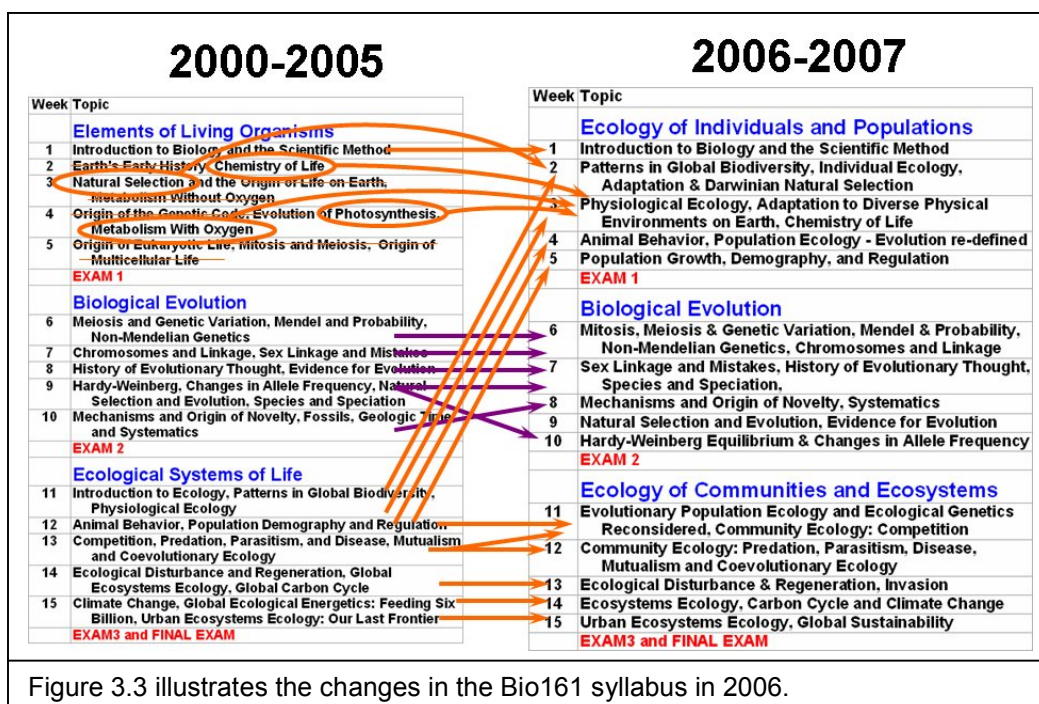 2000-2005
Week Topic
Elements of Living Organisms
1 Introduction to Biology and the Scientific Method
2 Earth's Early History, Chemistry of Life
3 Natural Selection and the Origin of Life on Earth,
Metabolism Without Oxygen
4 Origin of the Genetic Code, Evolution of Photosynthesis,
Metabolism With Oxygen
5 Origin of Eukaryotic Life, Mitosis and Meiosis, Origin of
Multicellular Life
EXAM 1
Biological Evolution
6 Meiosis and Genetic Variation, Mendel and Probability,
Non-Mendelian Genetics
7 Chromosomes and Linkage, Sex Linkage and Mistakes
8 History of Evolutionary Thought, Evidence for Evolution
9 Hardy-Weinberg, Changes in Allele Frequency, Natural
Selection and Evolution, Species and Speciation
10 Mechanisms and Origin of Novelty, Fossils, Geologic Time
and Systematics
EXAM 2
Ecological Systems of Life
11 Introduction to Ecology, Patterns in Global Biodiversity,
Physiological Ecology
12 Animal Behavior, Population Demography and Regulation
13 Competition, Predation, Parasitism, and Disease, Mutualism
and Coevolutionary Ecology
14 Ecological Disturbance and Regeneration, Global
Ecosystems Ecology, Global Carbon Cycle
15 Climate Change, Global Ecological Energetics: Feeding Six
Billion, Urban Ecosystems Ecology: Our Last Frontier
EXAM3 and FINAL EXAM
2006-2007
Week Topic
Ecology of Individuals and Populations
1 Introduction to Biology and the Scientific Method
2 Patterns in Global Biodiversity, Individual Ecology,
Adaptation & Darwinian Natural Selection
3 Physiological Ecology, Adaptation to Diverse Physical
Environments on Earth, Chemistry of Life
4 Animal Behavior, Population Ecology - Evolution re-defined
5 Population Growth, Demography, and Regulation
EXAM 1
Biological Evolution
6 Mitosis, Meiosis & Genetic Variation, Mendel & Probability,
Non-Mendelian Genetics, Chromosomes and Linkage
7 Sex Linkage and Mistakes, History of Evolutionary Thought,
Species and Speciation,
8 Mechanisms and Origin of Novelty, Systematics
9 Natural Selection and Evolution, Evidence for Evolution
10 Hardy-Weinberg Equilibrium & Changes in Allele Frequency
EXAM 2
Ecology of Communities and Ecosystems
11 Evolutionary Population Ecology and Ecological Genetics
Reconsidered, Community Ecology: Competition
12 Community Ecology: Predation, Parasitism, Disease,
Mutualism and Coevolutionary Ecology
13 Ecological Disturbance & Regeneration, Invasion
14 Ecosystems Ecology, Carbon Cycle and Climate Change
15 Urban Ecosystems Ecology, Global Sustainability
EXAM3 and FINAL EXAM
Figure 3.3 illustrates the changes in the Bio161 syllabus in 2006.